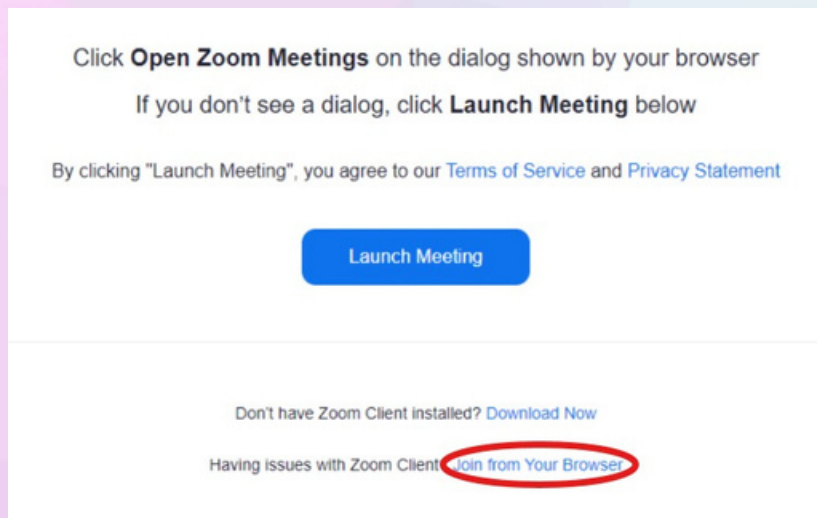 Click Open Zoom Meetings on the dialog shown by your browser
If you don't see a dialog, click Launch Meeting below
By clicking "Launch Meeting", you agree to our Terms of Service and Privacy Statement
Launch Meeting
Don't have Zoom Client installed? Download Now
Having issues with Zoom Client Join from Your Browser